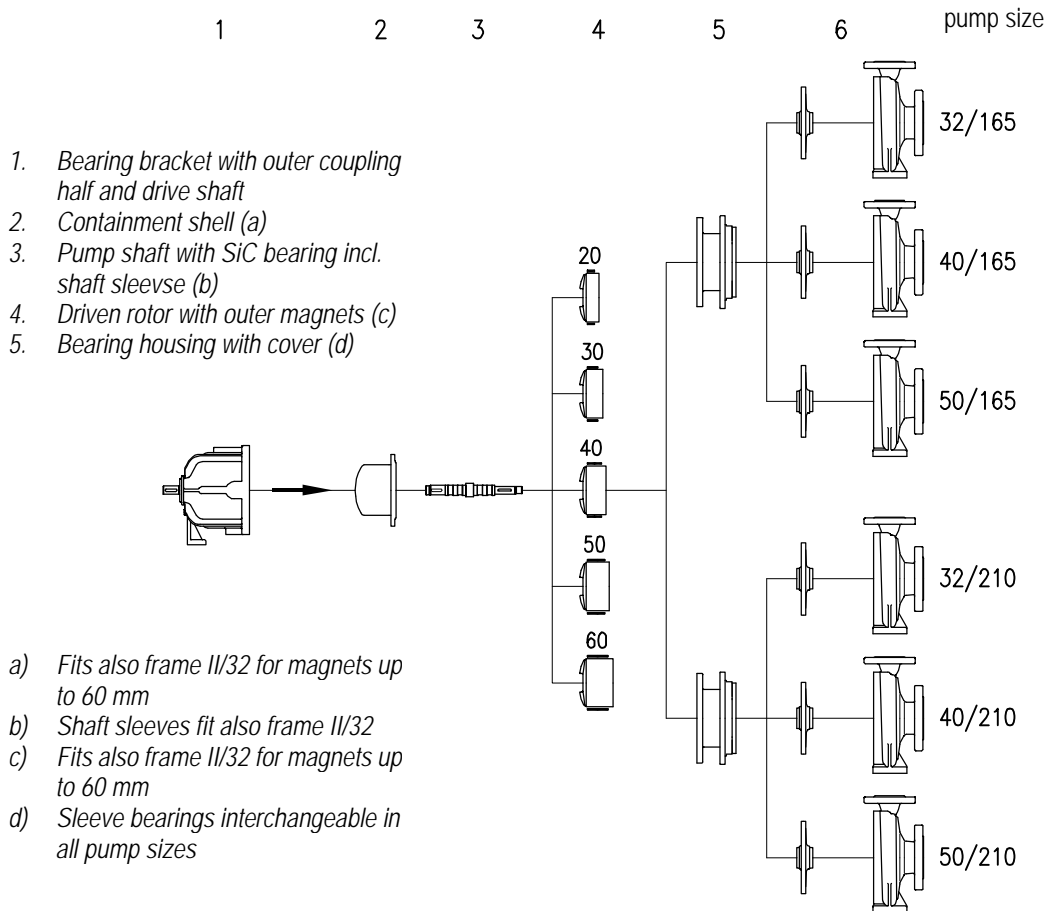 1 2 3 4 5 6 pump size
1. Bearing bracket with outer coupling
half and drive shaft
2. Containment shell (a)
3. Pump shaft with SiC bearing incl.
shaft sleevse (b)
4. Driven rotor with outer magnets (c)
5. Bearing housing with cover (d)
a) Fits also frame II/32 for magnets up
to 60 mm
b) Shaft sleeves fit also frame II/32
c) Fits also frame II/32 for magnets up
to 60 mm
d) Sleeve bearings interchangeable in
all pump sizes
20
30
40
50
60
32/165
40/165
50/165
32/210
40/210
50/210